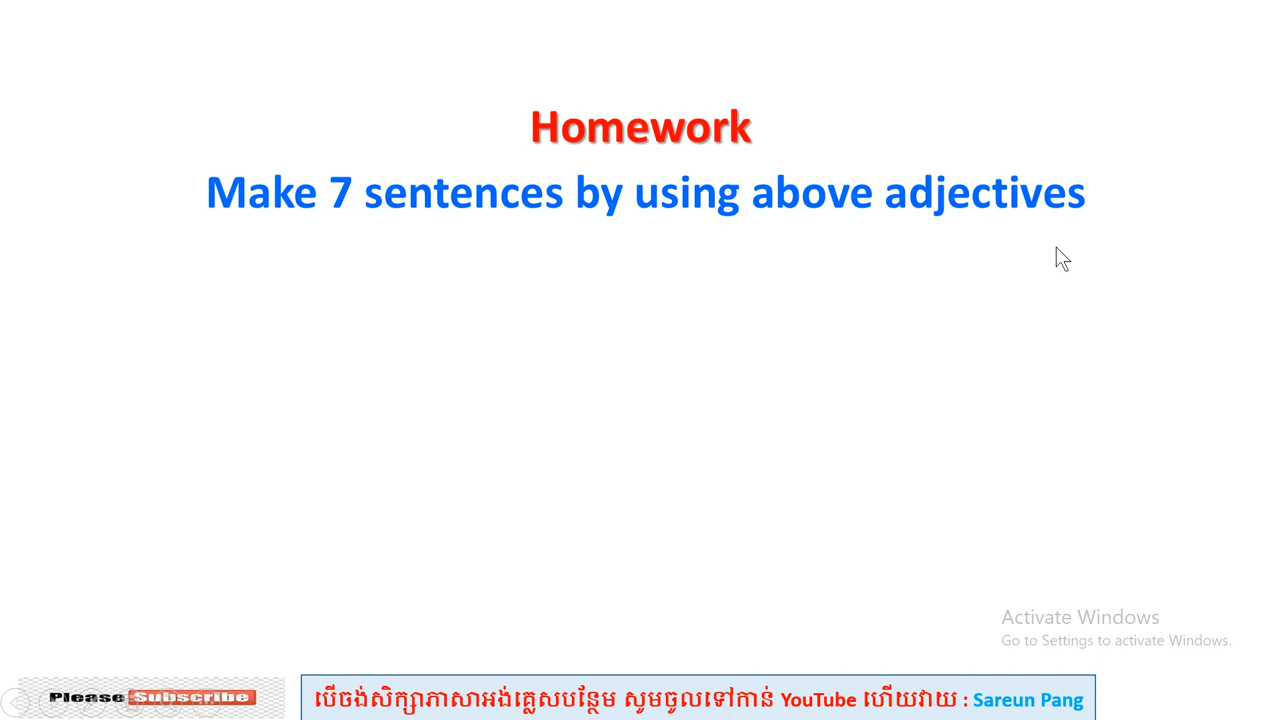 Homework
Make 7 sentences by using above adjectives
Activate Windows
Go to Settings to activate Windows.
Please Subscribe
បើចង់សិក្សាភាសាអង់គ្លេសបន្ថែម សូមចូលទៅកាន់ YouTube ហើយវាយ : Sareun Pang